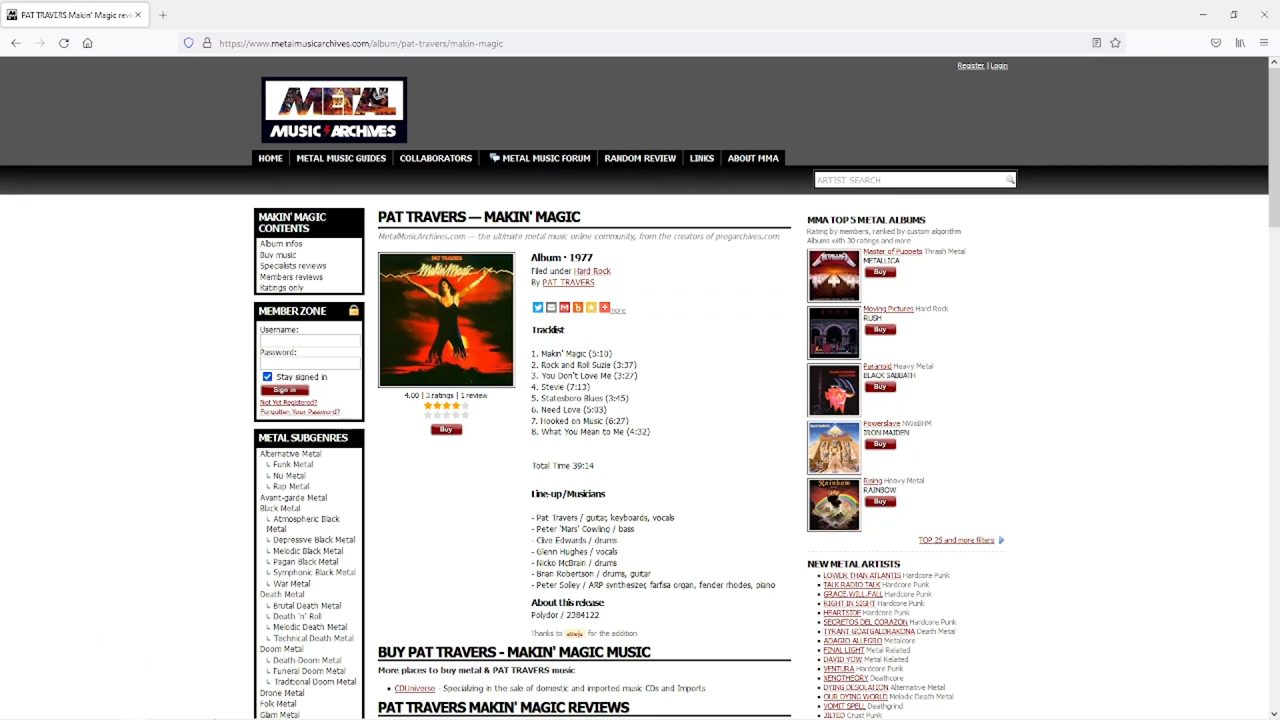 PAT TRAVERS Makin' Magic revi
https://www.metalmusicarchives.com/album/pat-travers/makin-magic
Register | Login
METAL
MUSIC ARCHIVES
HOME
METAL MUSIC GUIDES
COLLABORATORS
METAL MUSIC FORUM
RANDOM REVIEW
LINKS
ABOUT MMA
ARTIST SEARCH
MAKIN' MAGIC
CONTENTS
Album infos
Buy music
Specialists reviews
Members reviews
Ratings only
MEMBER ZONE
Username:
Password:
Stay signed in
Sign in
Not Yet Registered?
Forgotten Your Password?
METAL SUBGENRES
Alternative Metal
Funk Metal
Nu Metal
Rap Metal
Avant-garde Metal
Black Metal
Atmospheric Black
Metal
Depressive Black Metal
Melodic Black Metal
Pagan Black Metal
Symphonic Black Metal
War Metal
Death Metal
Brutal Death Metal
Death 'n' Roll
Melodic Death Metal
Technical Death Metal
Doom Metal
Death-Doom Metal
Funeral Doom Metal
Traditional Doom Metal
Drone Metal
Folk Metal
Glam Metal
PAT TRAVERS — MAKIN' MAGIC
MetalMusicArchives.com — the ultimate metal music online community, from the creators of progarchives.com
PAT TRAVERS
Makin' Magic
4.00 | 3 ratings | 1 review
Buy
Album · 1977
Filed under Hard Rock
By PAT TRAVERS
more
Tracklist
1. Makin' Magic (5:10)
2. Rock and Roll Suzie (3:37)
3. You Don't Love Me (3:27)
4. Stevie (7:13)
5. Statesboro Blues (3:45)
6. Need Love (5:03)
7. Hooked on Music (6:27)
8. What You Mean to Me (4:32)
Total Time 39:14
Line-up/Musicians
- Pat Travers / guitar, keyboards, vocals
- Peter 'Mars' Cowling / bass
- Clive Edwards / drums
- Glenn Hughes / vocals
- Nicko McBrain / drums
- Brian Robertson / drums, guitar
- Peter Solley / ARP synthesizer, farfisa organ, fender rhodes, piano
About this release
Polydor / 2384122
Thanks to for the addition
BUY PAT TRAVERS - MAKIN' MAGIC MUSIC
More places to buy metal & PAT TRAVERS music
CDUniverse - Specializing in the sale of domestic and imported music CDs and Imports
PAT TRAVERS MAKIN' MAGIC REVIEWS
MMA TOP 5 METAL ALBUMS
Rating by members, ranked by custom algorithm
Albums with 30 ratings and more
Master of Puppets Thrash Metal
METALLICA
Buy
Moving Pictures Hard Rock
RUSH
Buy
Paranoid Heavy Metal
BLACK SABBATH
Buy
Powerslave NWoBHM
IRON MAIDEN
Buy
Rising Heavy Metal
RAINBOW
Buy
TOP 25 and more filters
NEW METAL ARTISTS
LOWER THAN ATLANTIS Hardcore Punk
TALK RADIO TALK Hardcore Punk
GRACE.WILL.FALL Hardcore Punk
RIGHT IN SIGHT Hardcore Punk
HEARTSIDE Hardcore Punk
SECRETOS DEL CORAZÓN Hardcore Punk
TYRANT GOATGALDRAKONA Death Metal
ADAGIO ALLEGRO Metalcore
FINAL LIGHT Metal Related
DAVID YOW Metal Related
VENTURA Hardcore Punk
XENOTHEORY Deathcore
DYING DESOLATION Alternative Metal
OUR DYING WORLD Melodic Death Metal
VOMIT SPELL Deathgrind
JILTED Crust Punk